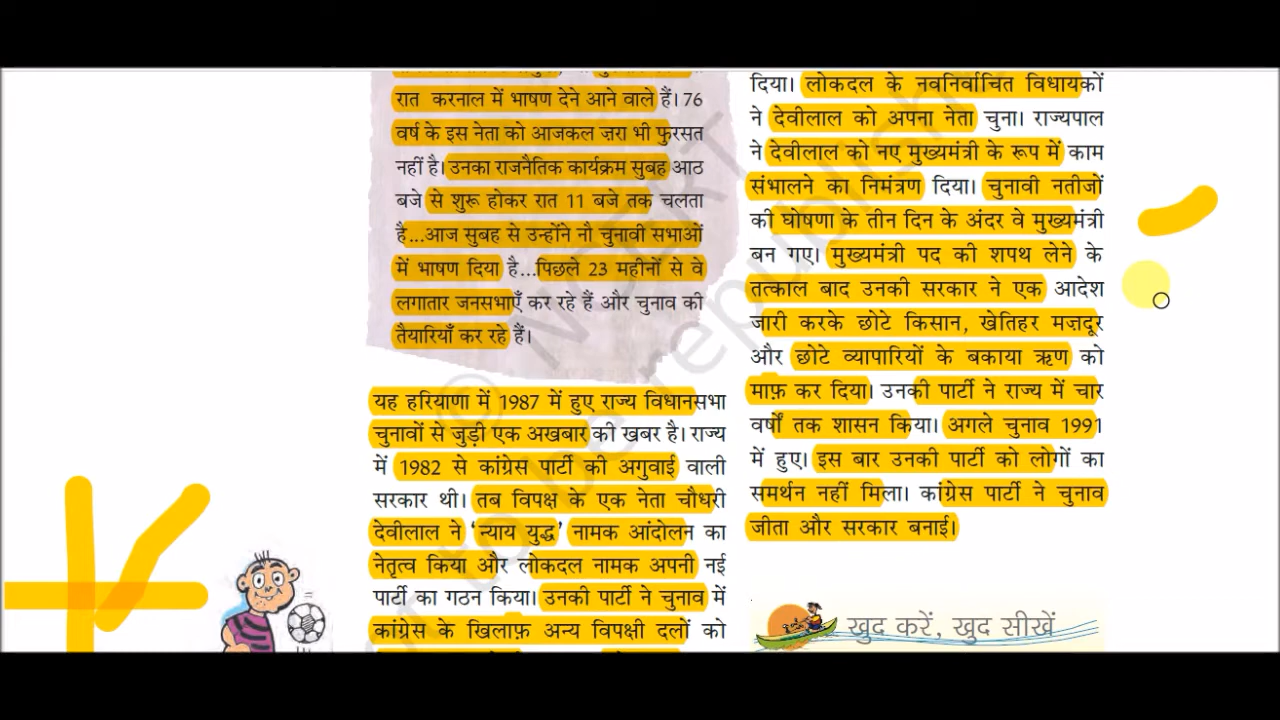 रात करनाल में भाषण देने आने वाले हैं। 76
वर्ष के इस नेता को आजकल ज़रा भी फुरसत
नहीं है। उनका राजनैतिक कार्यक्रम सुबह आठ
बजे से शुरू होकर रात 11 बजे तक चलता
है...आज सुबह से उन्होंने नौ चुनावी सभाओं
में भाषण दिया है...पिछले 23 महीनों से वे
लगातार जनसभाएँ कर रहे हैं और चुनाव की
तैयारियाँ कर रहे हैं।
यह हरियाणा में 1987 में हुए राज्य विधानसभा
चुनावों से जुड़ी एक अखबार की खबर है। राज्य
में 1982 से कांग्रेस पार्टी की अगुवाई वाली
सरकार थी। तब विपक्ष के एक नेता चौधरी
देवीलाल ने 'न्याय युद्ध' नामक आंदोलन का
नेतृत्व किया और लोकदल नामक अपनी नई
पार्टी का गठन किया। उनकी पार्टी ने चुनाव में
कांग्रेस के खिलाफ़ अन्य विपक्षी दलों को
दिया। लोकदल के नवनिर्वाचित विधायकों
ने देवीलाल को अपना नेता चुना। राज्यपाल
ने देवीलाल को नए मुख्यमंत्री के रूप में काम
संभालने का निमंत्रण दिया। चुनावी नतीजों
की घोषणा के तीन दिन के अंदर वे मुख्यमंत्री
बन गए। मुख्यमंत्री पद की शपथ लेने के
तत्काल बाद उनकी सरकार ने एक आदेश
जारी करके छोटे किसान, खेतिहर मज़दूर
और छोटे व्यापारियों के बकाया ऋण को
माफ़ कर दिया। उनकी पार्टी ने राज्य में चार
वर्षों तक शासन किया। अगले चुनाव 1991
में हुए। इस बार उनकी पार्टी को लोगों का
समर्थन नहीं मिला। कांग्रेस पार्टी ने चुनाव
जीता और सरकार बनाई।
खुद करें, खुद सीखें